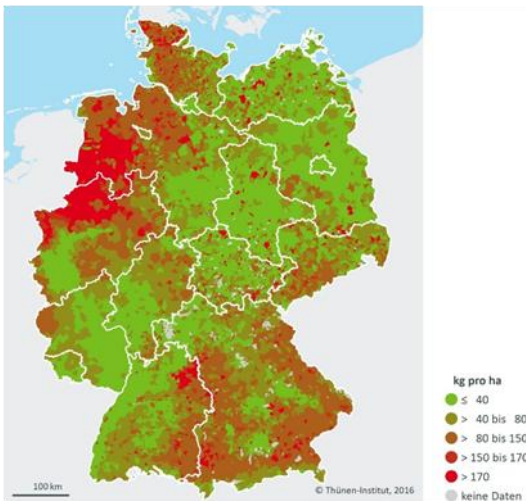 kg pro ha
≤ 40
> 40 bis 80
> 80 bis 150
> 150 bis 170
> 170
keine Daten
100 km
© Thünen-Institut, 2016